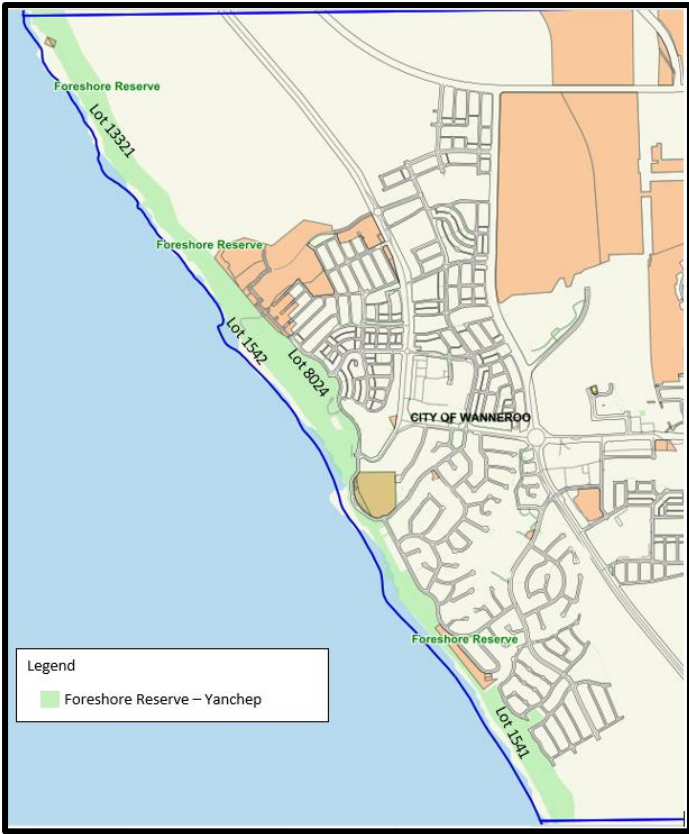 Foreshore Reserve
Lot 13321
Foreshore Reserve
Lot 1542
Lot 8024
CITY OF WANNEROO
Foreshore Reserve
Legend
Foreshore Reserve – Yanchep
Lot 1541